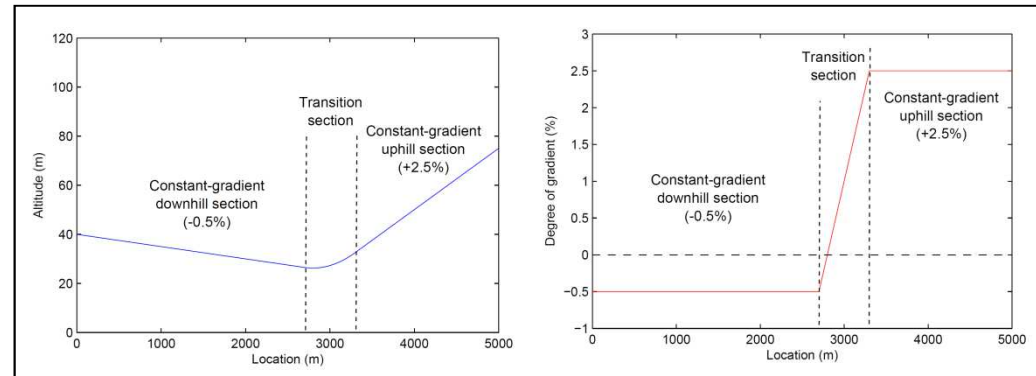 120
100
80
60
40
20
0
Altitude (m)
Transition
section
Constant-gradient
uphill section
(+2.5%)
Constant-gradient
downhill section
(-0.5%)
0
1000
2000
3000
4000
5000
Location (m)
3
2.5
2
1.5
1
0.5
0
−0.5
−1
Degree of gradient (%)
Transition
section
Constant-gradient
uphill section
(+2.5%)
Constant-gradient
downhill section
(-0.5%)
0
1000
2000
3000
4000
5000
Location (m)